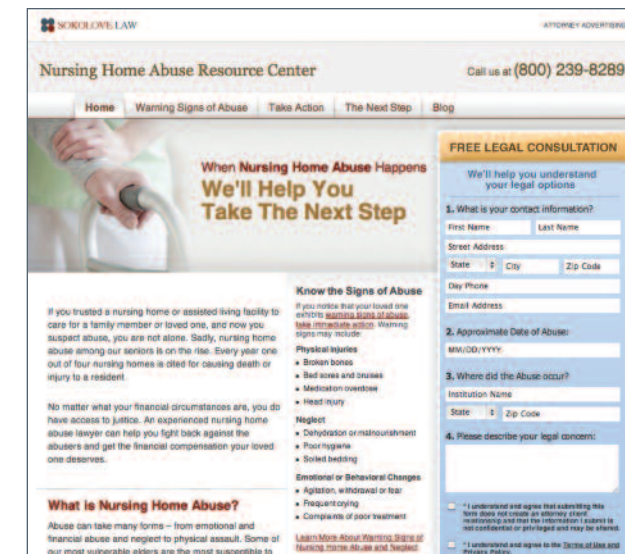 SOKOLOVE LAW
ATTORNEY ADVERTISING
Nursing Home Abuse Resource Center
Call us at (800) 239-8289
Home Warning Signs of Abuse Take Action The Next Step Blog
When Nursing Home Abuse Happens
We'll Help You
Take The Next Step
If you trusted a nursing home or assisted living facility to
care for a family member or loved one, and now you
suspect abuse, you are not alone. Sadly, nursing home
abuse among our seniors is on the rise. Every year one
out of four nursing homes is cited for causing death or
injury to a resident.
No matter what your financial circumstances are, you do
have access to justice. An experienced nursing home
abuse lawyer can help you fight back against the
abusers and get the financial compensation your loved
one deserves.
What is Nursing Home Abuse?
Abuse can take many forms – from emotional and
financial abuse and neglect to physical assault. Some of
our most vulnerable elders are the most susceptible to
Know the Signs of Abuse
If you notice that your loved one
exhibits warning signs of abuse,
take immediate action. Warning
signs may include:
Physical Injuries
• Broken bones
• Bed sores and bruises
• Medication overdose
• Head injury
Neglect
• Dehydration or malnourishment
• Poor hygiene
• Soiled bedding
Emotional or Behavioral Changes
• Agitation, withdrawal or fear
• Frequent crying
• Complaints of poor treatment
Learn More About Warning Signs of
Nursing Home Abuse and Neglect
FREE LEGAL CONSULTATION
We'll help you understand
your legal options
1. What is your contact information?
First Name Last Name
Street Address
State City Zip Code
Day Phone
Email Address
2. Approximate Date of Abuse:
MM/DD/YYYY
3. Where did the Abuse occur?
Institution Name
State Zip Code
4. Please describe your legal concern:
* I understand and agree that submitting this
form does not create an attorney client
relationship and that the information I submit is
not confidential or privileged and may be shared.
* I understand and agree to the Terms of Use and
Privacy Policy.